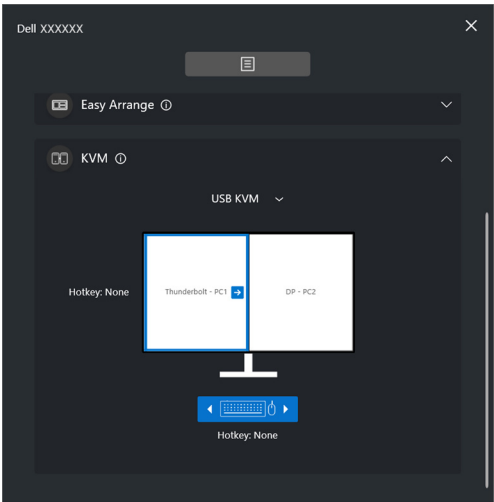 Dell XXXXXX
Easy Arrange
KVM
USB KVM
Hotkey: None
Thunderbolt - PC1
DP - PC2
Hotkey: None